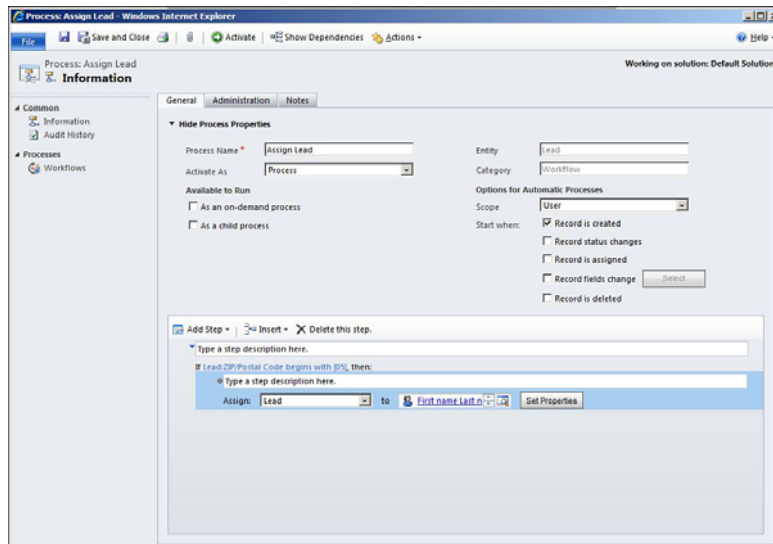 Process: Assign Lead - Windows Internet Explorer
File Save and Close Activate Show Dependencies Actions Help
Process: Assign Lead
Information
Working on solution: Default Solution
Common
Information
Audit History
Processes
Workflows
General Administration Notes
Hide Process Properties
Process Name * Assign Lead Entity Lead
Activate As Process Category Workflow
Available to Run Options for Automatic Processes
As an on-demand process Scope User
As a child process Start when: Record is created
Record status changes
Record is assigned
Record fields change Select
Record is deleted
Add Step Insert Delete this step.
Type a step description here.
If Lead:ZIP/Postal Code begins with [05], then:
Type a step description here.
Assign: Lead to First name Last n Set Properties